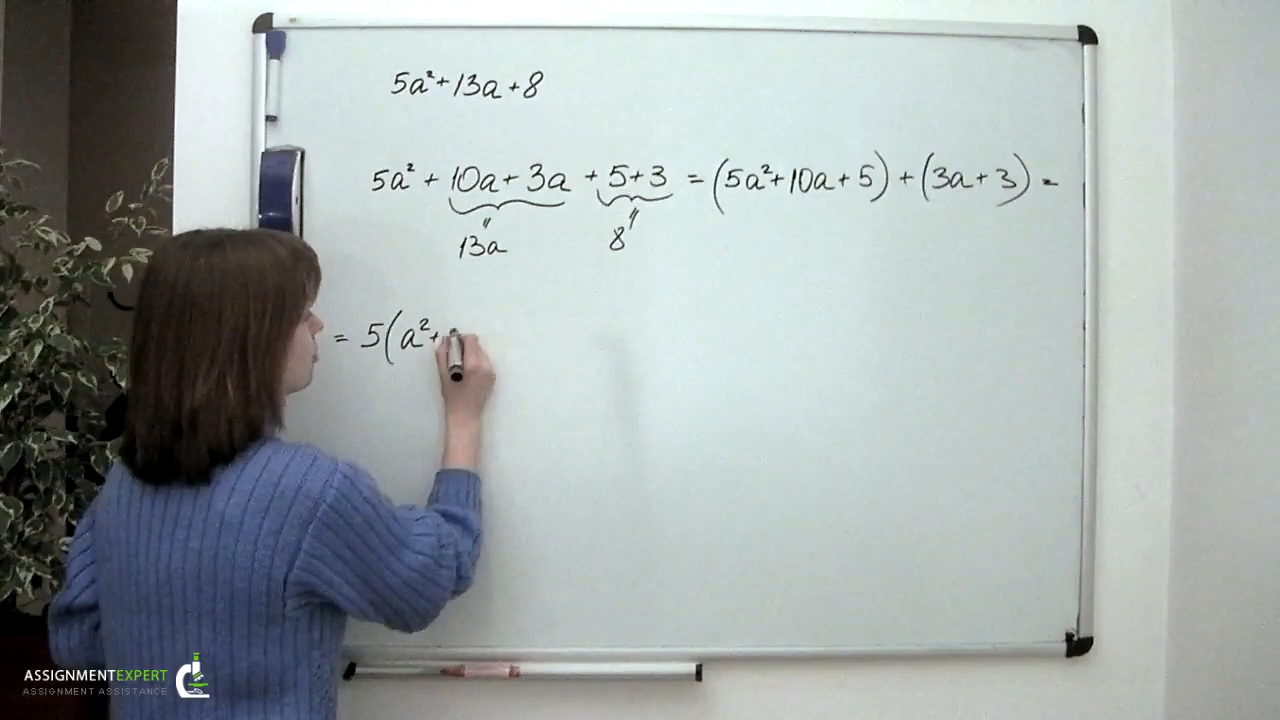 5a²+13a+8
5a² + 10a + 3a + 5+3 = (5a²+10a+5) + (3a+3) =
13a
8
= 5(a²+
ASSIGNMENTEXPERT
ASSIGNMENT ASSISTANCE